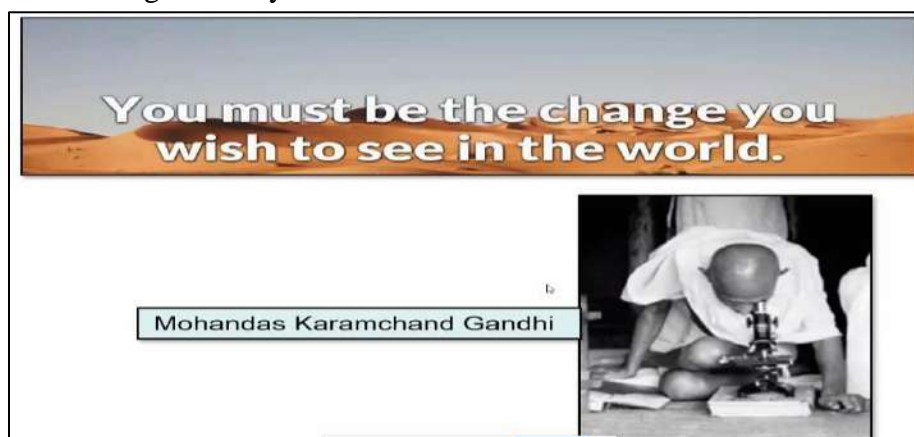 You must be the change you
wish to see in the world.
Mohandas Karamchand Gandhi